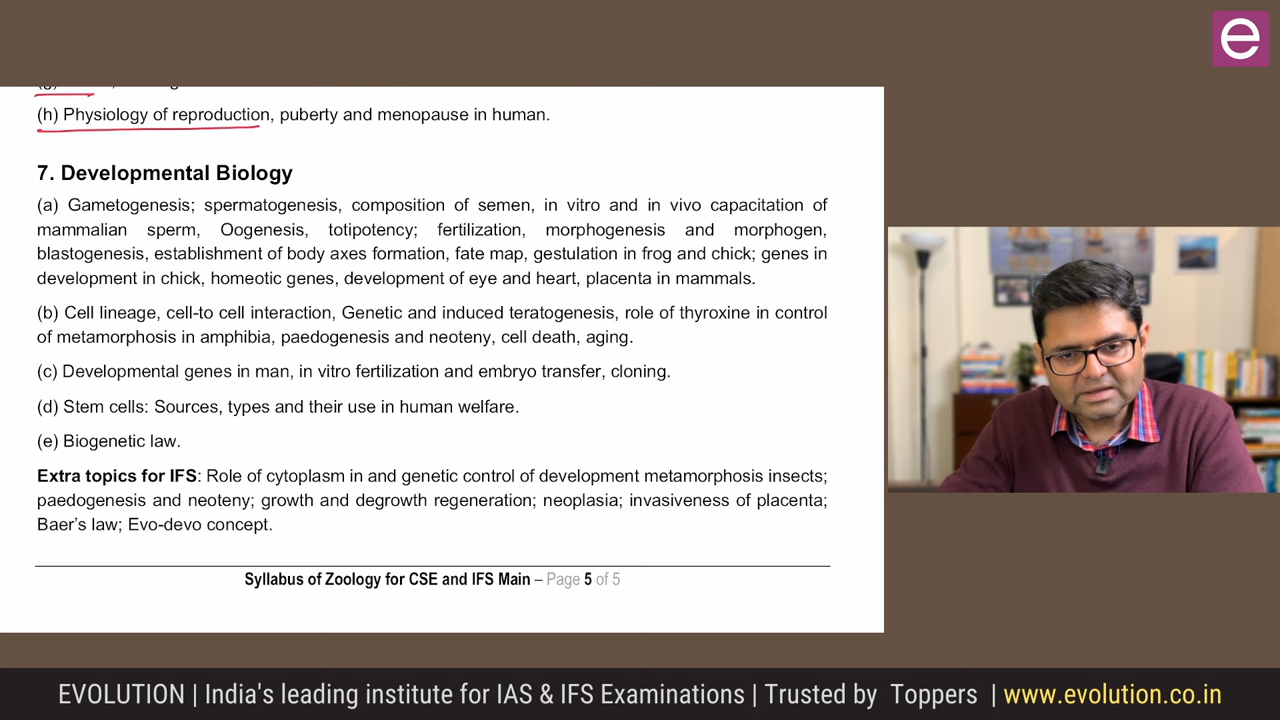 e
(h) Physiology of reproduction, puberty and menopause in human.
7. Developmental Biology
(a) Gametogenesis; spermatogenesis, composition of semen, in vitro and in vivo capacitation of
mammalian sperm, Oogenesis, totipotency; fertilization, morphogenesis and morphogen,
blastogenesis, establishment of body axes formation, fate map, gestulation in frog and chick; genes in
development in chick, homeotic genes, development of eye and heart, placenta in mammals.
(b) Cell lineage, cell-to cell interaction, Genetic and induced teratogenesis, role of thyroxine in control
of metamorphosis in amphibia, paedogenesis and neoteny, cell death, aging.
(c) Developmental genes in man, in vitro fertilization and embryo transfer, cloning.
(d) Stem cells: Sources, types and their use in human welfare.
(e) Biogenetic law.
Extra topics for IFS: Role of cytoplasm in and genetic control of development metamorphosis insects;
paedogenesis and neoteny; growth and degrowth regeneration; neoplasia; invasiveness of placenta;
Baer's law; Evo-devo concept.
Syllabus of Zoology for CSE and IFS Main – Page 5 of 5
EVOLUTION | India's leading institute for IAS & IFS Examinations | Trusted by Toppers | www.evolution.co.in